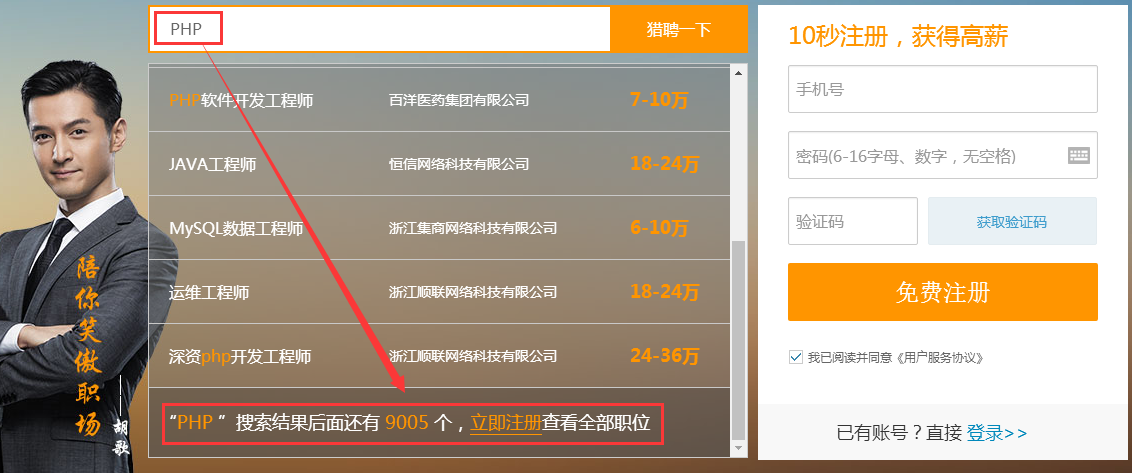 PHP
猎聘一下
PHP软件开发工程师 百洋医药集团有限公司 7-10万
JAVA工程师 恒信网络科技有限公司 18-24万
MySQL数据工程师 浙江集商网络科技有限公司 6-10万
运维工程师 浙江顺联网络科技有限公司 18-24万
深资php开发工程师 浙江顺联网络科技有限公司 24-36万
“PHP ” 搜索结果后面还有 9005 个，立即注册查看全部职位
陪你笑傲职场
——胡歌
10秒注册，获得高薪
手机号
密码(6-16字母、数字，无空格)
验证码 获取验证码
免费注册
我已阅读并同意《用户服务协议》
已有账号？直接 登录>>